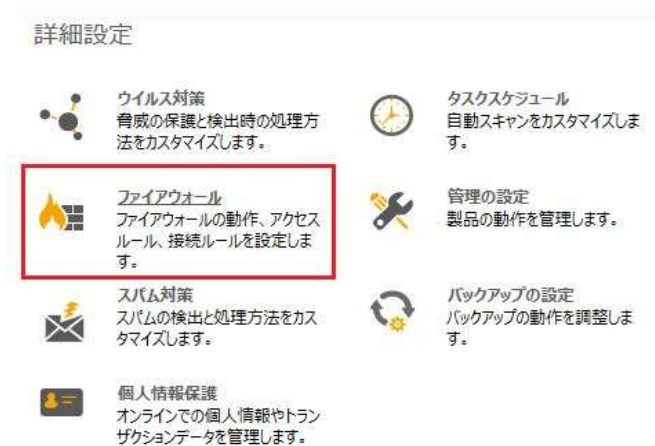 詳細設定
ウイルス対策
脅威の保護と検出時の処理方
法をカスタマイズします。
ファイアウォール
ファイアウォールの動作、アクセス
ルール、接続ルールを設定しま
す。
スパム対策
スパムの検出と処理方法をカス
タマイズします。
個人情報保護
オンラインでの個人情報やトラン
ザクションデータを管理します。
タスクスケジュール
自動スキャンをカスタマイズしま
す。
管理の設定
製品の動作を管理します。
バックアップの設定
バックアップの動作を調整しま
す。